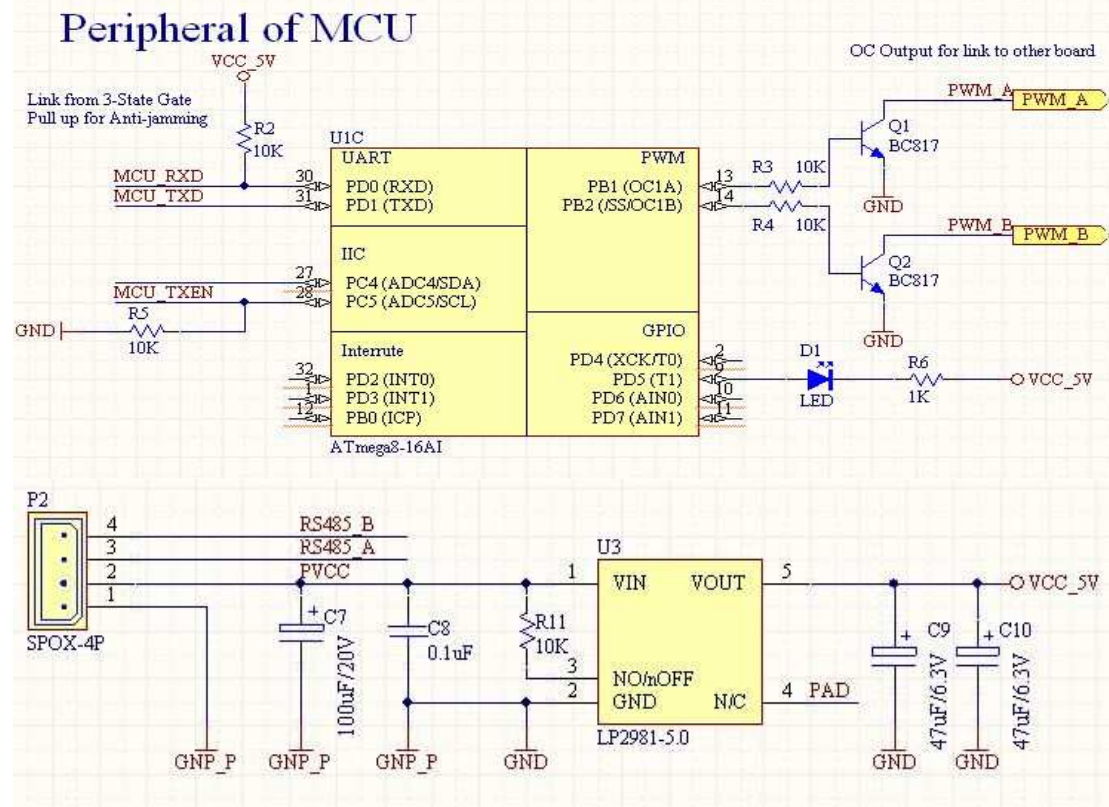 Peripheral of MCU
VCC_5V
OC Output for link to other board
Link from 3-State Gate
Pull up for Anti-jamming
R2
10K
U1C
UART
PWM
MCU_RXD
30
PD0 (RXD)
MCU_TXD
31
PD1 (TXD)
PB1 (OC1A)
13
R3 10K
PB2 (/SS/OC1B)
14
R4 10K
PWM_A
PWM_A
Q1
BC817
GND
PWM_B
PWM_B
Q2
BC817
GND
IIC
27
PC4 (ADC4/SDA)
MCU_TXEN
28
PC5 (ADC5/SCL)
GND
R5
10K
Interrute
32
PD2 (INT0)
1
PD3 (INT1)
12
PB0 (ICP)
GPIO
PD4 (XCK/T0)
2
PD5 (T1)
9
PD6 (AIN0)
10
PD7 (AIN1)
11
D1
LED
R6
1K
VCC_5V
ATmega8-16AI
P2
4
RS485_B
3
RS485_A
2
PVCC
1
SPOX-4P
+
C7
100uF/20V
C8
0.1uF
R11
10K
U3
1
VIN
VOUT
5
3
NO/nOFF
2
GND
N/C
4
PAD
LP2981-5.0
VCC_5V
+
C9
47uF/6.3V
+
C10
47uF/6.3V
GNP_P
GNP_P
GNP_P
GND
GND
GND